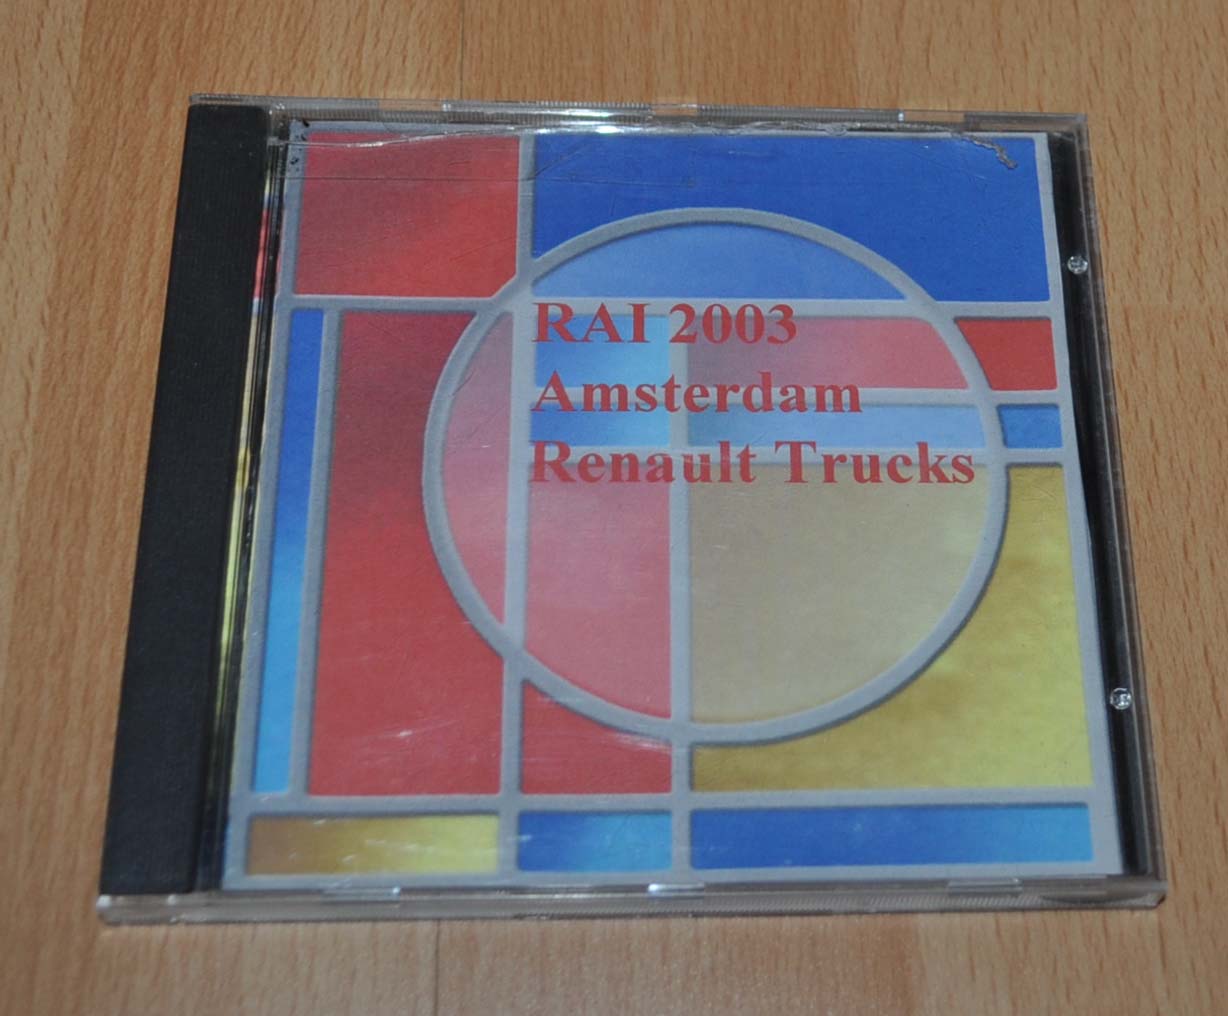 RAI 2003
Amsterdam
Renault Trucks